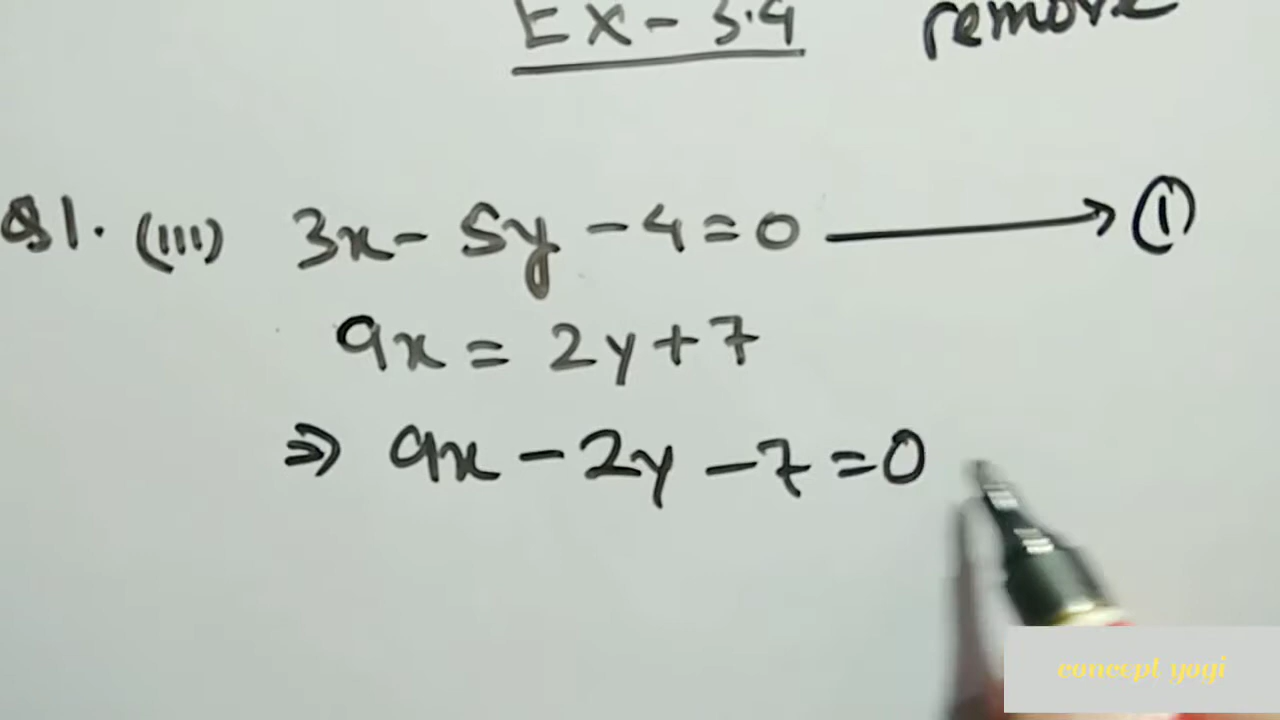 EX - 3.4 remove
Q1. (III) 3x - 5y - 4 = 0 ⟶ (1)
9x = 2y + 7
⇒ 9x - 2y - 7 = 0
concept yogi